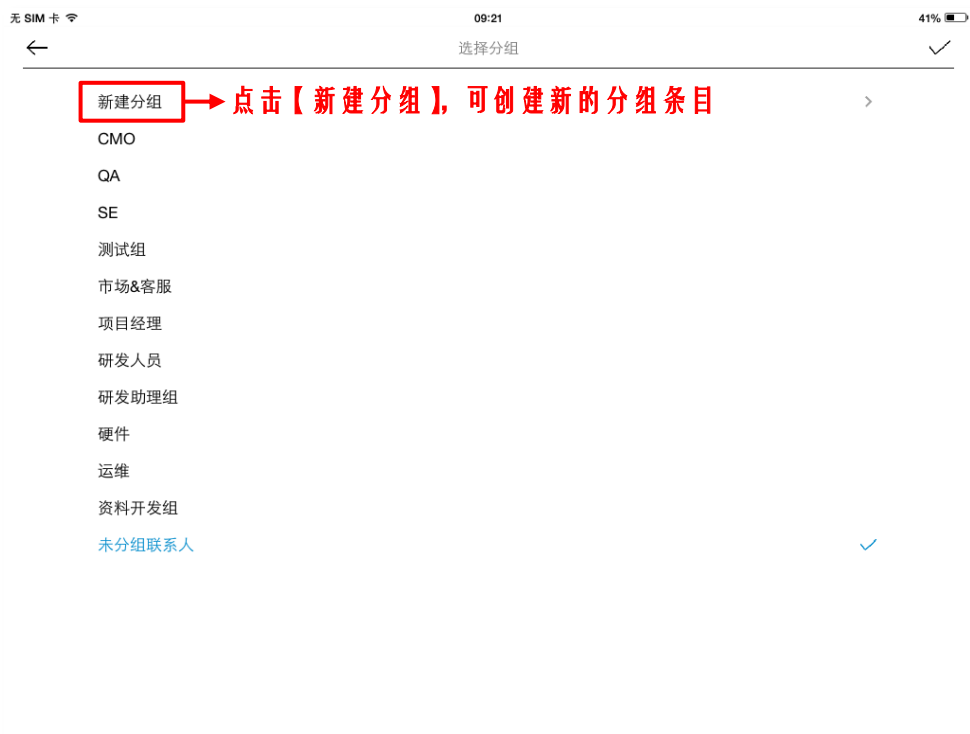 无 SIM 卡 09:21 41%
选择分组
新建分组 点击【新建分组】，可创建新的分组条目
CMO
QA
SE
测试组
市场&客服
项目经理
研发人员
研发助理组
硬件
运维
资料开发组
未分组联系人